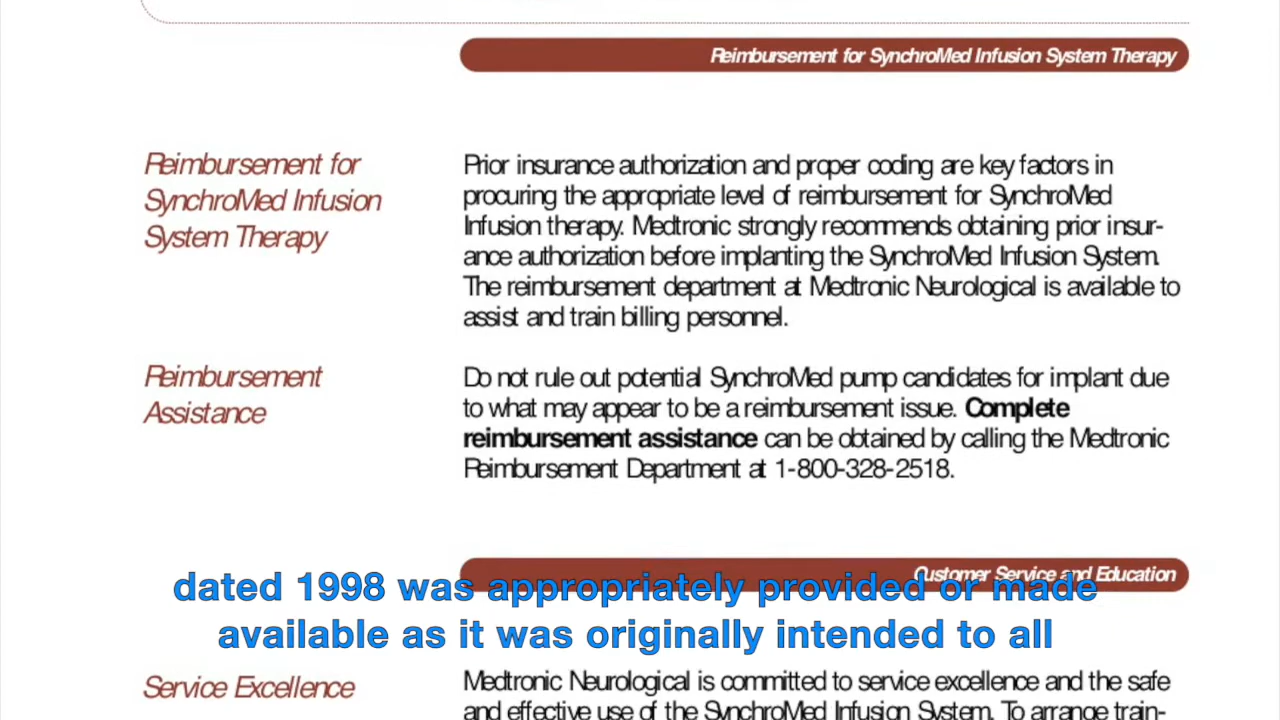 Reimbursement for SynchroMed Infusion System Therapy
Reimbursement for
SynchroMed Infusion
System Therapy
Prior insurance authorization and proper coding are key factors in
procuring the appropriate level of reimbursement for SynchroMed
Infusion therapy. Medtronic strongly recommends obtaining prior insur-
ance authorization before implanting the SynchroMed Infusion System.
The reimbursement department at Medtronic Neurological is available to
assist and train billing personnel.
Reimbursement
Assistance
Do not rule out potential SynchroMed pump candidates for implant due
to what may appear to be a reimbursement issue. Complete
reimbursement assistance can be obtained by calling the Medtronic
Reimbursement Department at 1-800-328-2518.
Customer Service and Education
dated 1998 was appropriately provided or made
available as it was originally intended to all
Service Excellence
Medtronic Neurological is committed to service excellence and the safe
and effective use of the SynchroMed Infusion System. To arrange train-